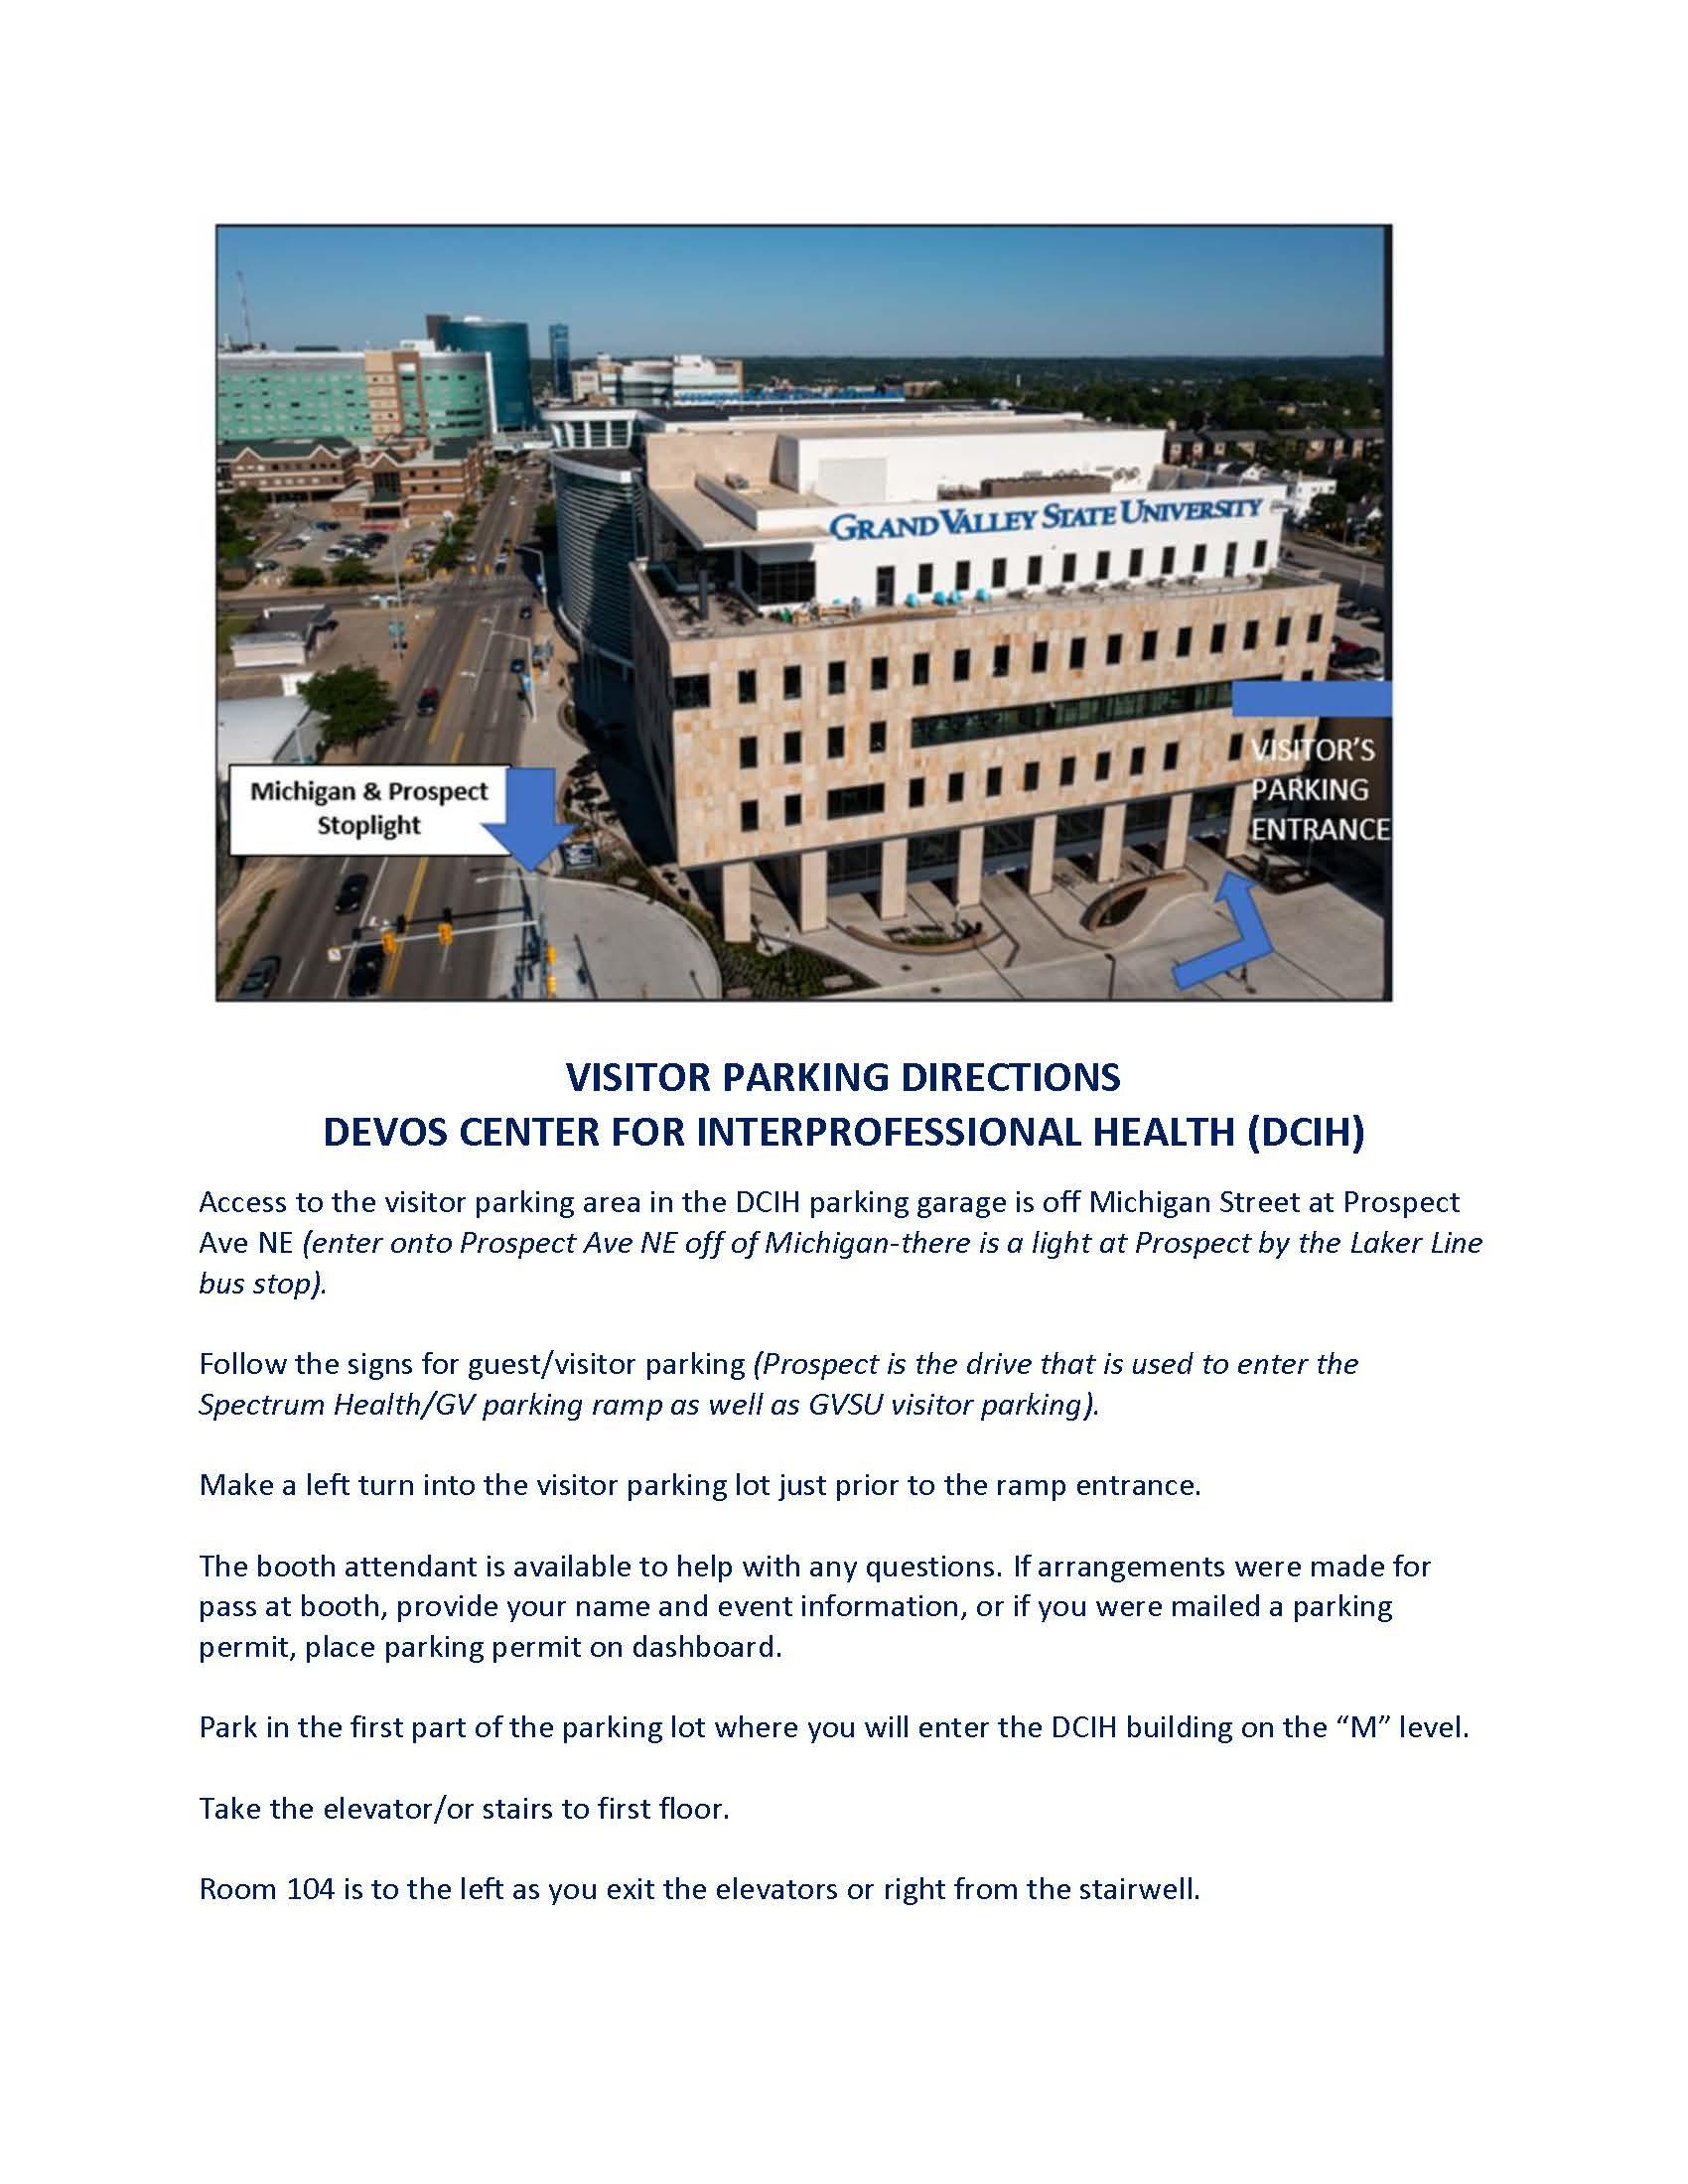 GRAND VALLEY STATE UNIVERSITY
VISITOR'S
PARKING
ENTRANCE
Michigan & Prospect
Stoplight
VISITOR PARKING DIRECTIONS
DEVOS CENTER FOR INTERPROFESSIONAL HEALTH (DCIH)
Access to the visitor parking area in the DCIH parking garage is off Michigan Street at Prospect
Ave NE (enter onto Prospect Ave NE off of Michigan-there is a light at Prospect by the Laker Line
bus stop).
Follow the signs for guest/visitor parking (Prospect is the drive that is used to enter the
Spectrum Health/GV parking ramp as well as GVSU visitor parking).
Make a left turn into the visitor parking lot just prior to the ramp entrance.
The booth attendant is available to help with any questions. If arrangements were made for
pass at booth, provide your name and event information, or if you were mailed a parking
permit, place parking permit on dashboard.
Park in the first part of the parking lot where you will enter the DCIH building on the “M” level.
Take the elevator/or stairs to first floor.
Room 104 is to the left as you exit the elevators or right from the stairwell.